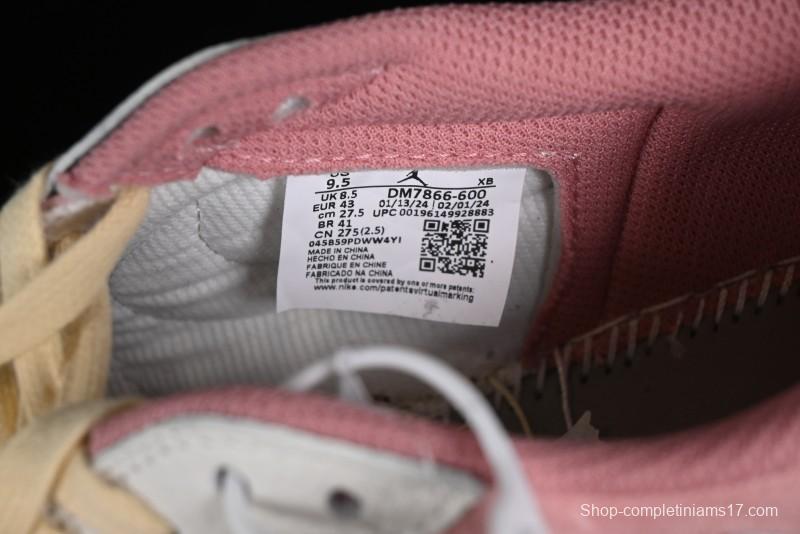 US
9.5
XB
UK 8.5
DM7866-600
EUR 43
01/13/24 | 02/01/24
cm 27.5
UPC 00196149928883
BR 41
CN 275(2.5)
045B59PDWW4YI
MADE IN CHINA
HECHO EN CHINA
FABRIQUE EN CHINE
FABRICADO NA CHINA
This product is covered by one or more patents:
www.nike.com/patentsvirtualmarking
Shop-completiniams17.com